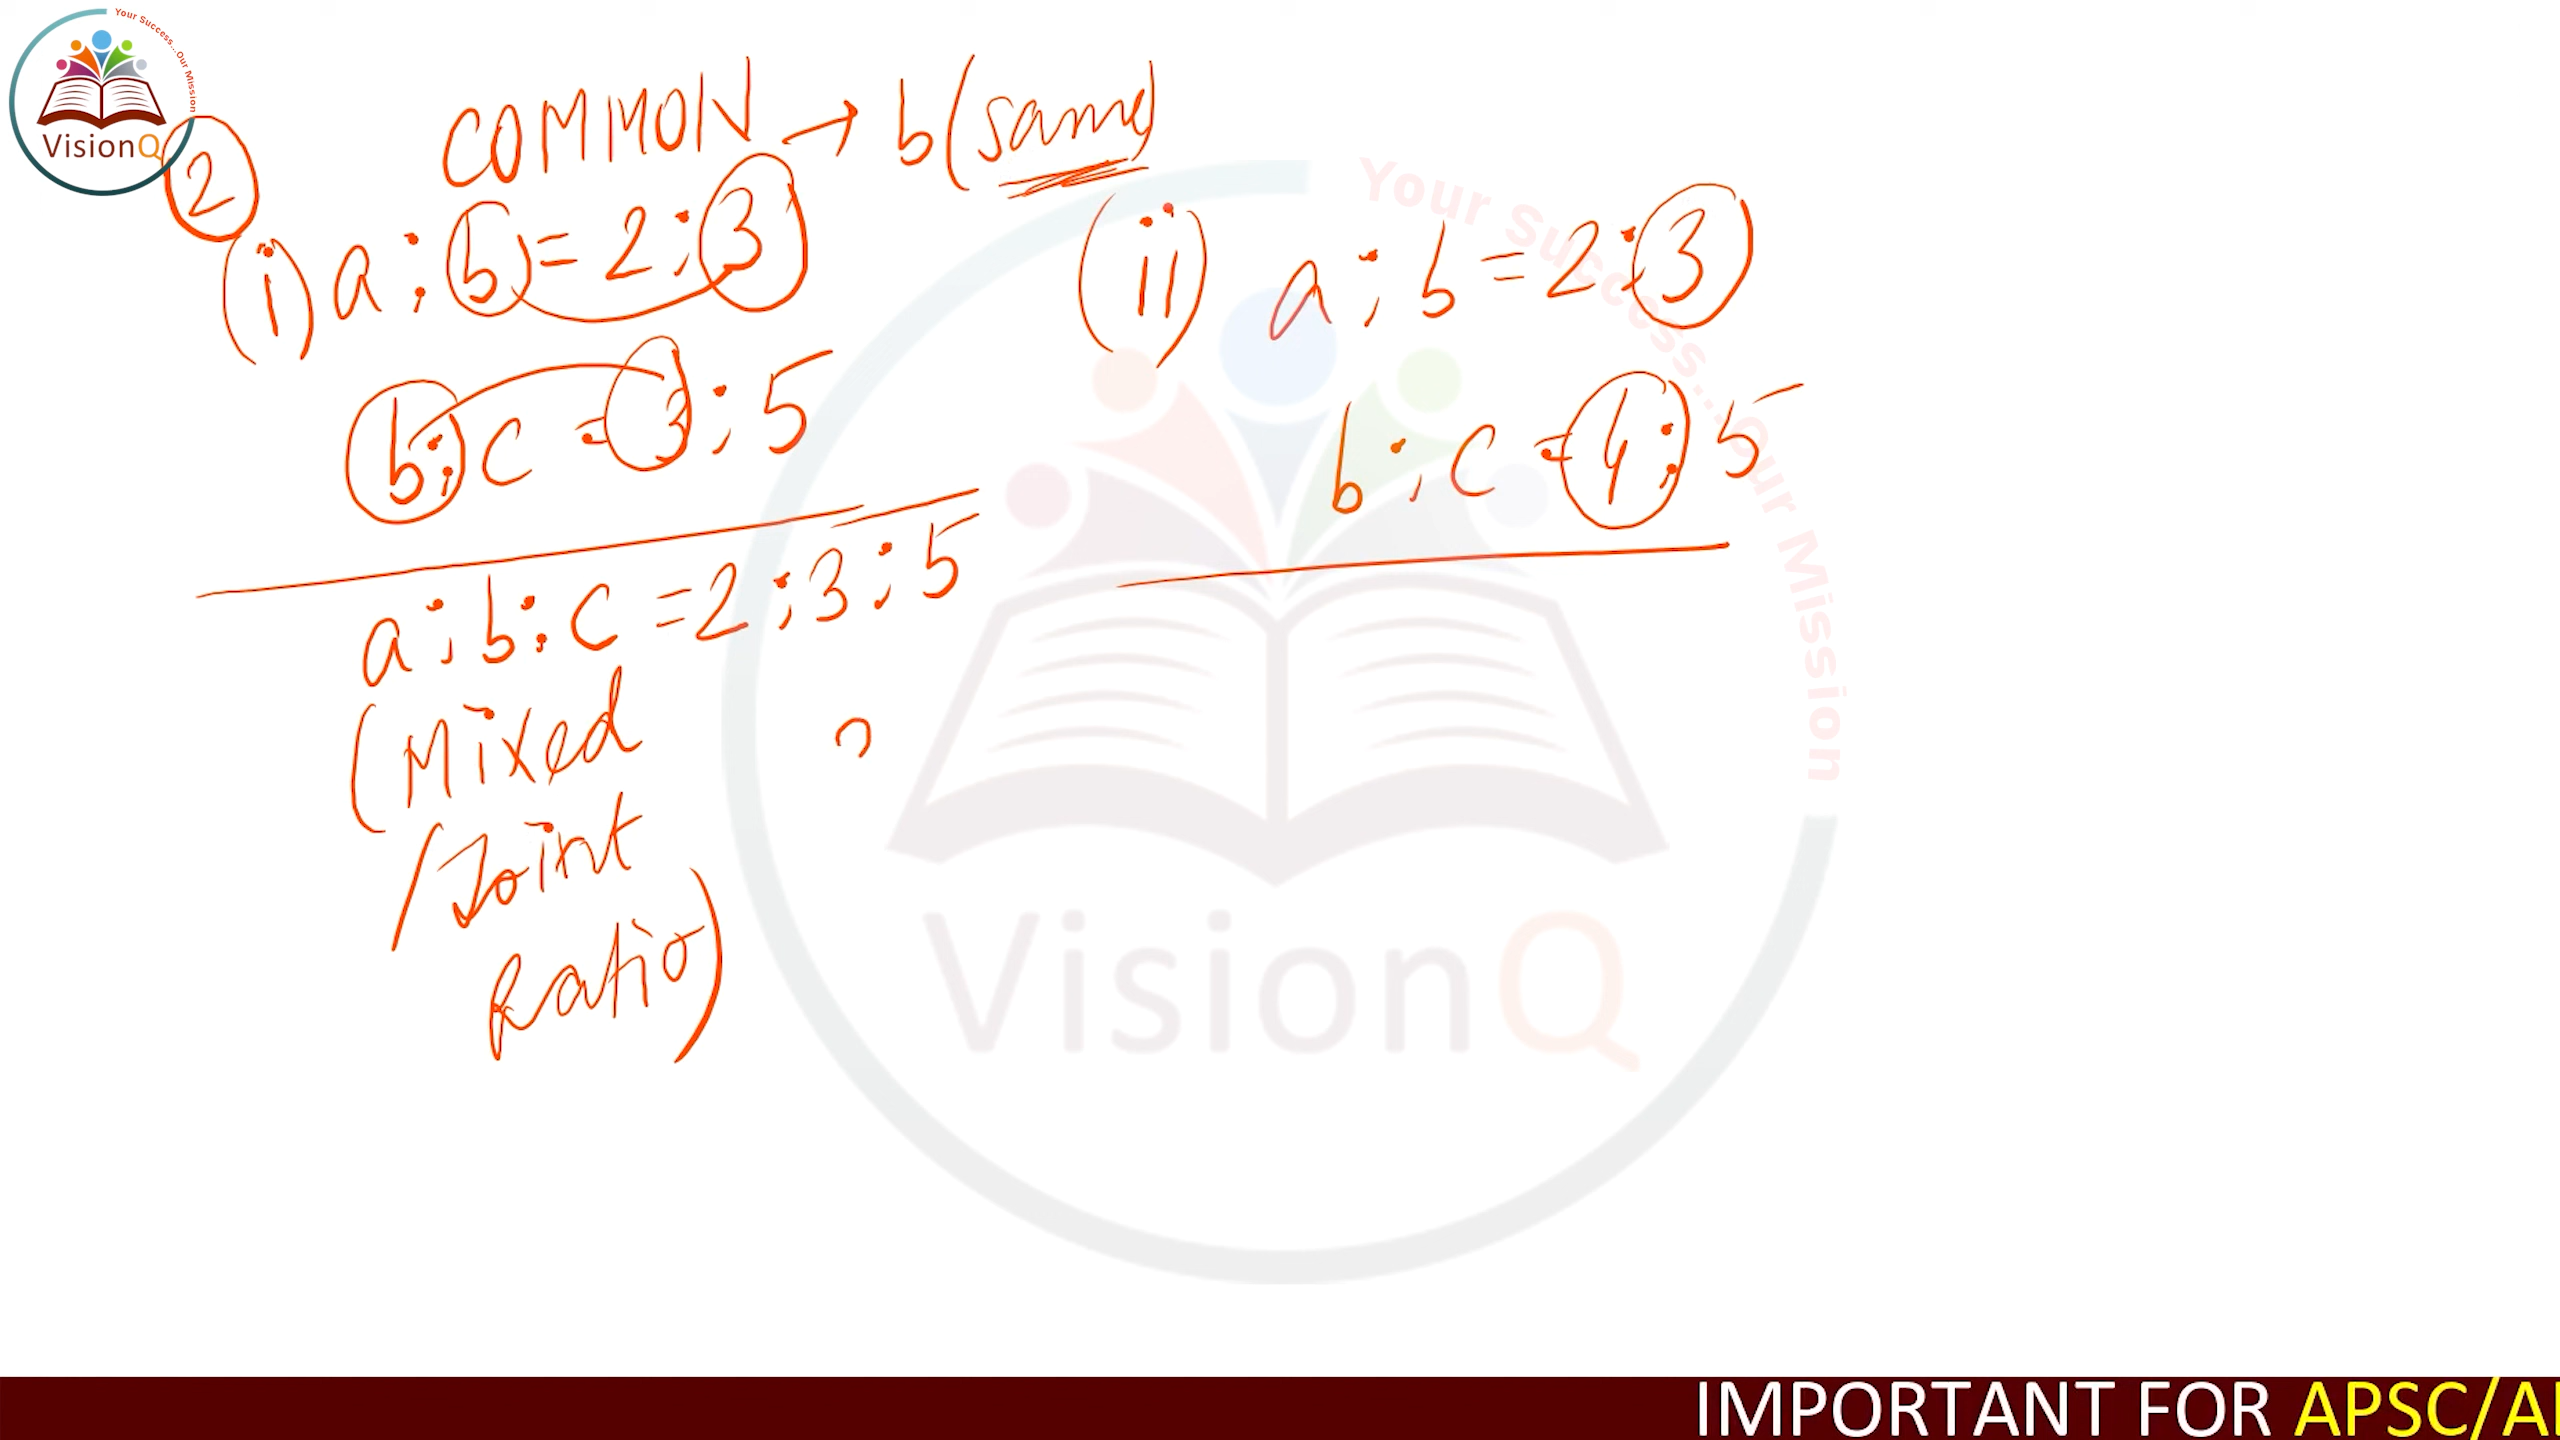 Your Success...Our Mission
VisionQ
2
COMMON → b (same)
(i) a : b = 2 : 3
b : c = 3 : 5
a : b : c = 2 : 3 : 5
(Mixed
/Joint
Ratio)
(ii) a : b = 2 : 3
b : c = 4 : 5
Your Success...Our Mission
VisionQ
IMPORTANT FOR APSC/A